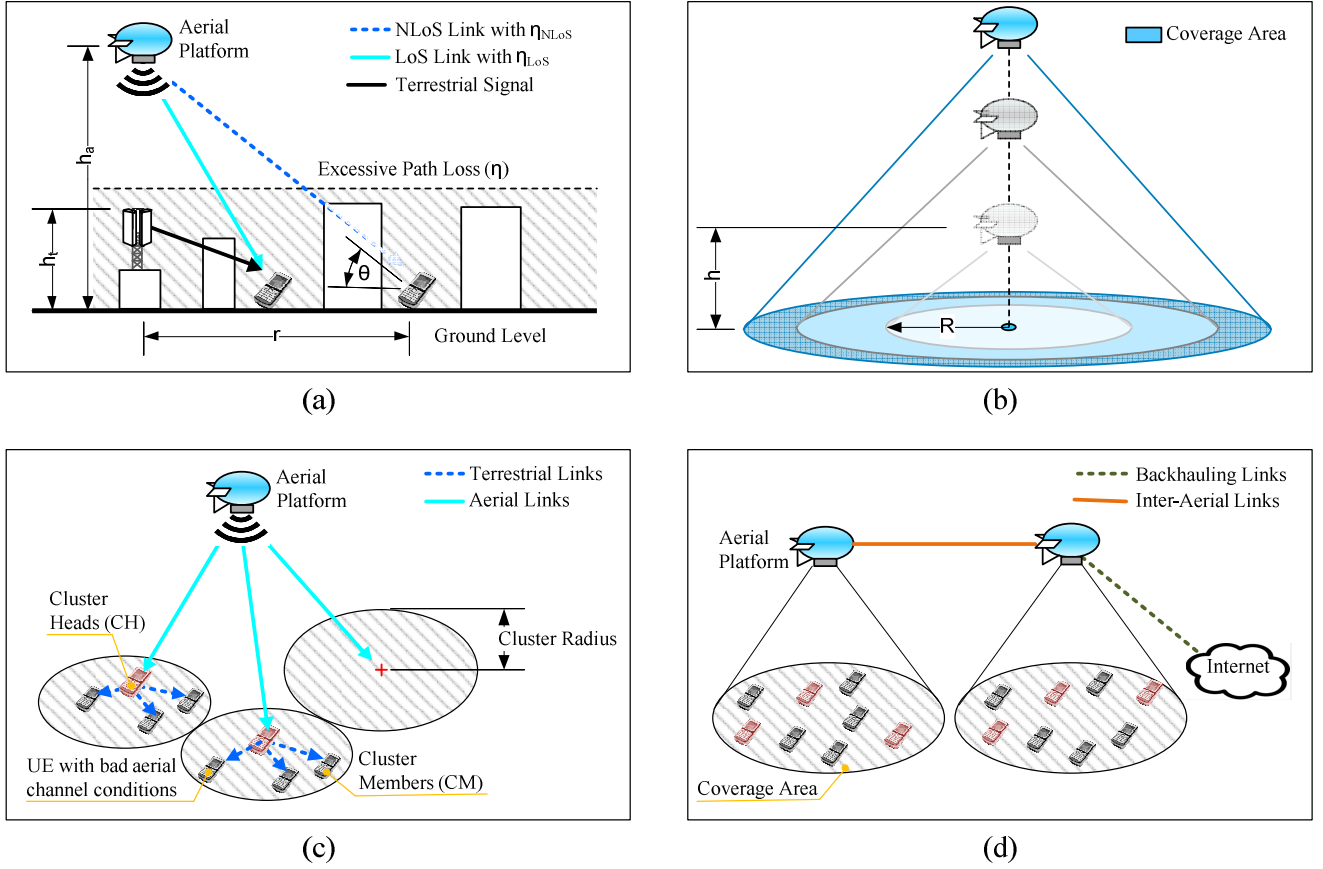 Aerial
Platform
NLoS Link with ηNLoS
LoS Link with ηLoS
Terrestrial Signal
ha
Excessive Path Loss (η)
ht
θ
r
Ground Level
(a)
Coverage Area
h
R
(b)
Aerial
Platform
Terrestrial Links
Aerial Links
Cluster
Heads (CH)
Cluster Radius
UE with bad aerial
channel conditions
Cluster
Members (CM)
(c)
Backhauling Links
Inter-Aerial Links
Aerial
Platform
Internet
Coverage Area
(d)